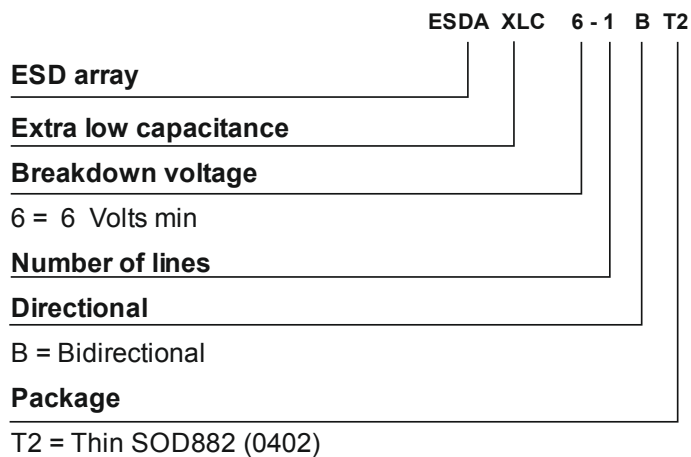 ESDA XLC 6 - 1 B T2
ESD array
Extra low capacitance
Breakdown voltage
6 = 6 Volts min
Number of lines
Directional
B = Bidirectional
Package
T2 = Thin SOD882 (0402)